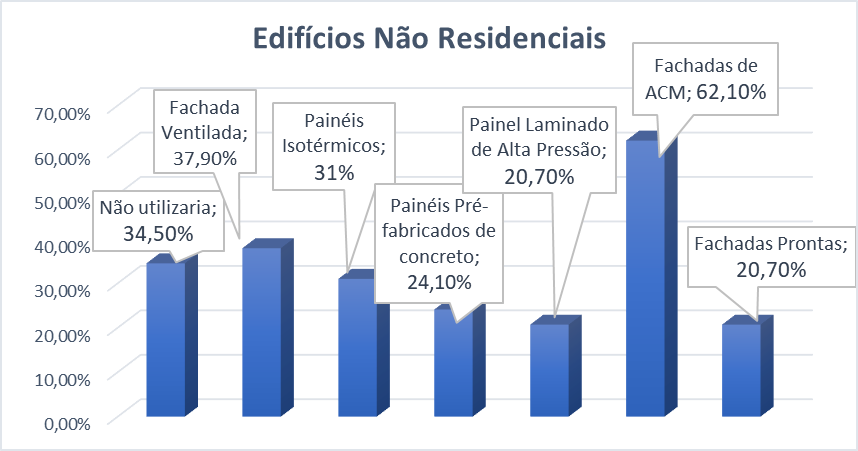 Edifícios Não Residenciais
70,00%
60,00%
50,00%
40,00%
30,00%
20,00%
10,00%
0,00%
Não utilizaria;
34,50%
Fachada
Ventilada;
37,90%
Painéis
Isotérmicos;
31%
Painéis Pré-
fabricados de
concreto;
24,10%
Painel Laminado
de Alta Pressão;
20,70%
Fachadas de
ACM; 62,10%
Fachadas Prontas;
20,70%